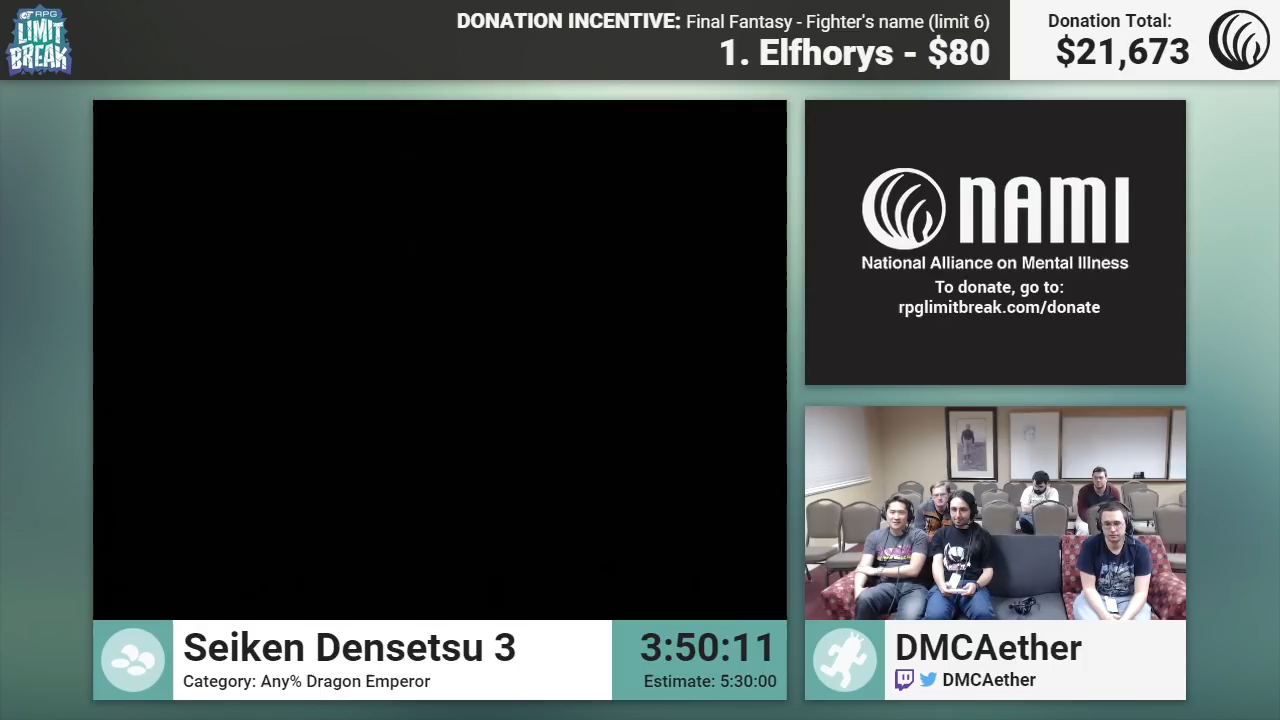 RPG
LIMIT
BREAK
DONATION INCENTIVE: Final Fantasy - Fighter's name (limit 6)
1. Elfhorys - $80
Donation Total:
$21,673
NAMI
National Alliance on Mental Illness
To donate, go to:
rpglimitbreak.com/donate
Seiken Densetsu 3
Category: Any% Dragon Emperor
3:50:11
Estimate: 5:30:00
DMCAether
DMCAether